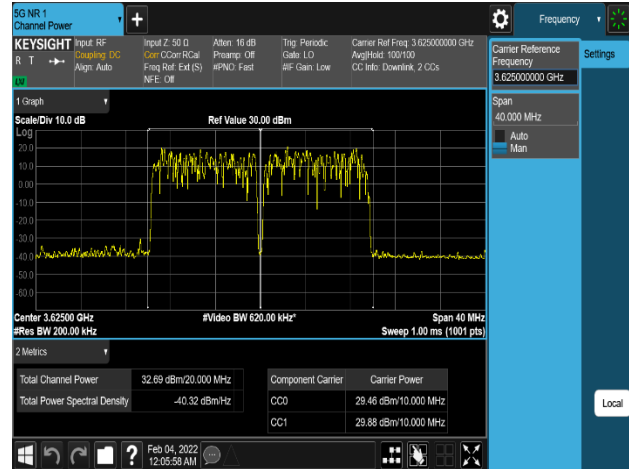 5G NR 1
Channel Power
Frequency
KEYSIGHT
R T
LVI
Input: RF
Coupling: DC
Align: Auto
Input Z: 50 Ω
Corr CCorr RCal
Freq Ref: Ext (S)
NFE: Off
Atten: 16 dB
Preamp: Off
#PNO: Fast
Trig: Periodic
Gate: LO
#IF Gain: Low
Carrier Ref Freq: 3.625000000 GHz
Avg|Hold: 100/100
CC Info: Downlink, 2 CCs
Carrier Reference
Frequency
3.625000000 GHz
Settings
Span
40.000 MHz
Auto
Man
1 Graph
Scale/Div 10.0 dB
Ref Value 30.00 dBm
Log
20.0
10.0
0.00
-10.0
-20.0
-30.0
-40.0
-50.0
-60.0
Center 3.62500 GHz
#Video BW 620.00 kHz*
Span 40 MHz
#Res BW 200.00 kHz
Sweep 1.00 ms (1001 pts)
2 Metrics
Total Channel Power 32.69 dBm/20.000 MHz
Total Power Spectral Density -40.32 dBm/Hz
Component Carrier Carrier Power
CC0 29.46 dBm/10.000 MHz
CC1 29.88 dBm/10.000 MHz
Local
?
Feb 04, 2022
12:05:58 AM